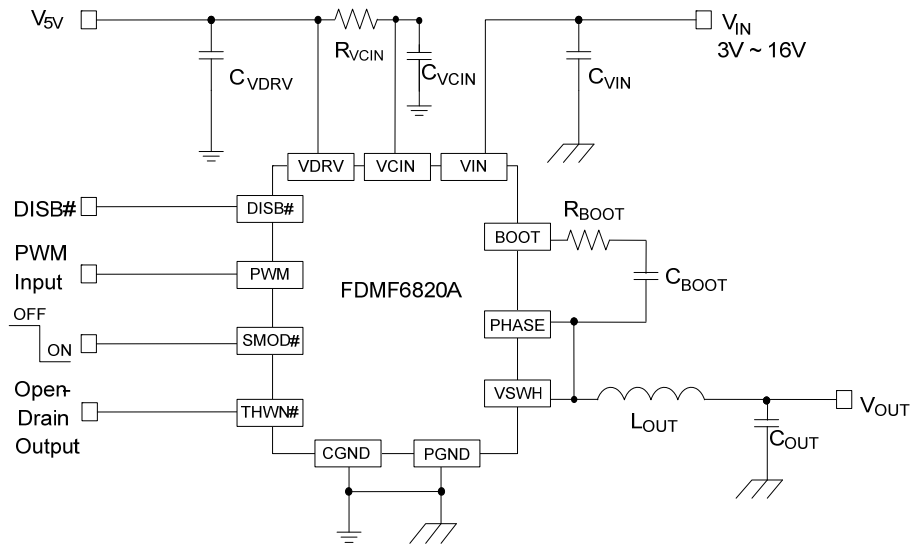 V5V
RVCIN
CVDRV
CVCIN
CVIN
VIN
3V ~ 16V
VDRV
VCIN
VIN
DISB#
DISB#
PWM
Input
PWM
OFF
ON
SMOD#
Open-
Drain
Output
THWN#
FDMF6820A
BOOT
RBOOT
CBOOT
PHASE
VSWH
LOUT
VOUT
COUT
CGND
PGND